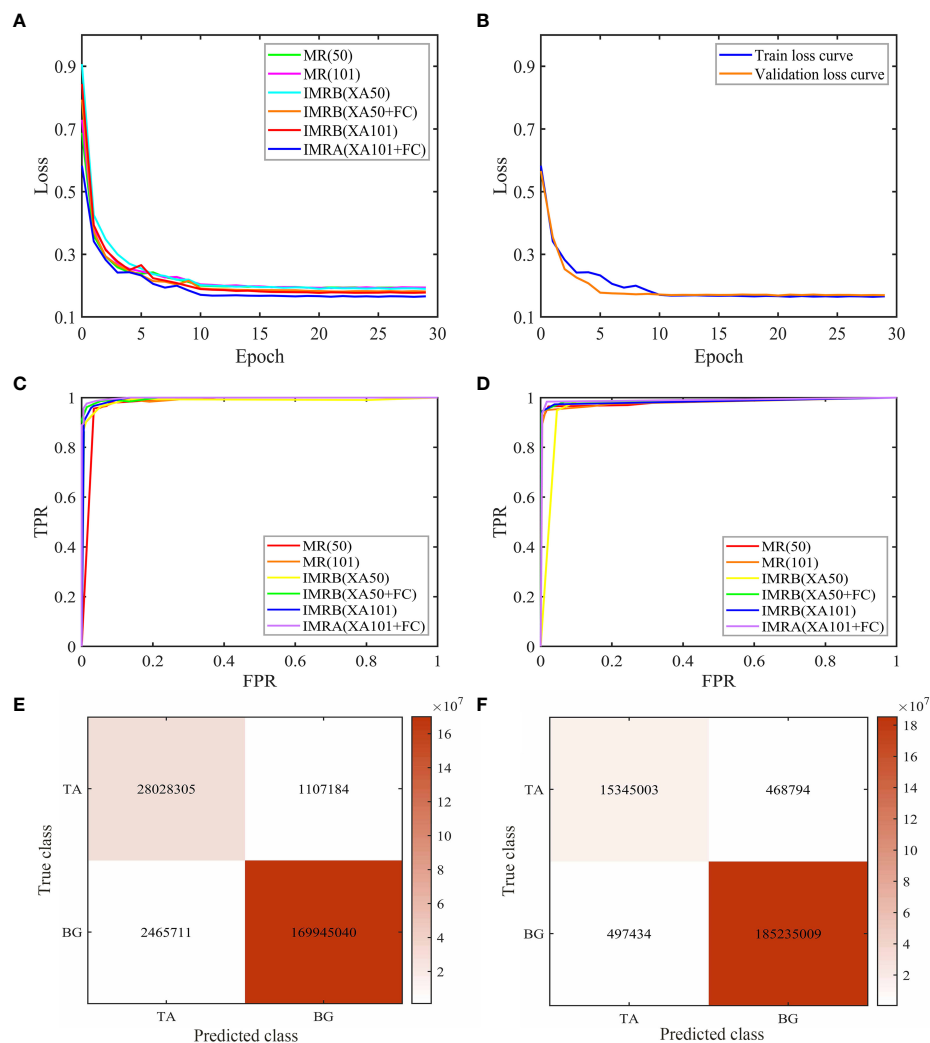 A
0.9
0.7
0.5
0.3
0.1
Loss
0 5 10 15 20 25 30
Epoch
MR(50)
MR(101)
IMRB(XA50)
IMRB(XA50+FC)
IMRB(XA101)
IMRA(XA101+FC)
B
0.9
0.7
0.5
0.3
0.1
Loss
0 5 10 15 20 25 30
Epoch
Train loss curve
Validation loss curve
C
1
0.8
0.6
0.4
0.2
0
TPR
0 0.2 0.4 0.6 0.8 1
FPR
MR(50)
MR(101)
IMRB(XA50)
IMRB(XA50+FC)
IMRB(XA101)
IMRA(XA101+FC)
D
1
0.8
0.6
0.4
0.2
0
TPR
0 0.2 0.4 0.6 0.8 1
FPR
MR(50)
MR(101)
IMRB(XA50)
IMRB(XA50+FC)
IMRB(XA101)
IMRA(XA101+FC)
E
×10⁷
16
14
12
10
8
6
4
2
True class
TA
28028305 1107184
BG
2465711 169945040
TA BG
Predicted class
F
×10⁷
18
16
14
12
10
8
6
4
2
True class
TA
15345003 468794
BG
497434 185235009
TA BG
Predicted class